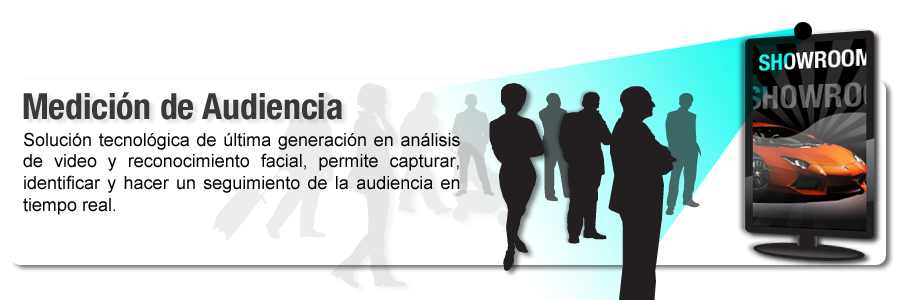 Medición de Audiencia
Solución tecnológica de última generación en análisis
de video y reconocimiento facial, permite capturar,
identificar y hacer un seguimiento de la audiencia en
tiempo real.
SHOWROOM
SHOWROO